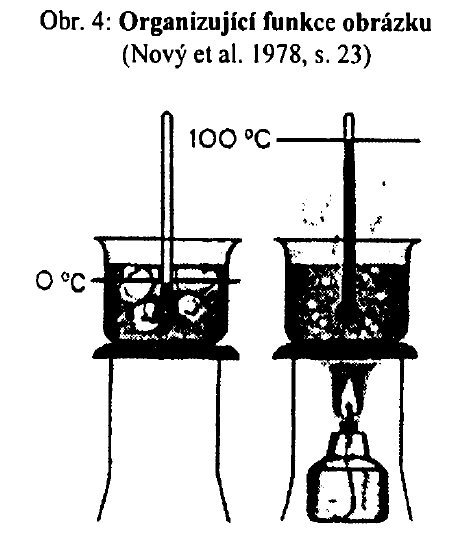 Obr. 4: Organizující funkce obrázku
(Nový et al. 1978, s. 23)
100 °C
0 °C